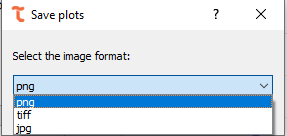 Save plots
?
Select the image format:
png
png
tiff
jpg